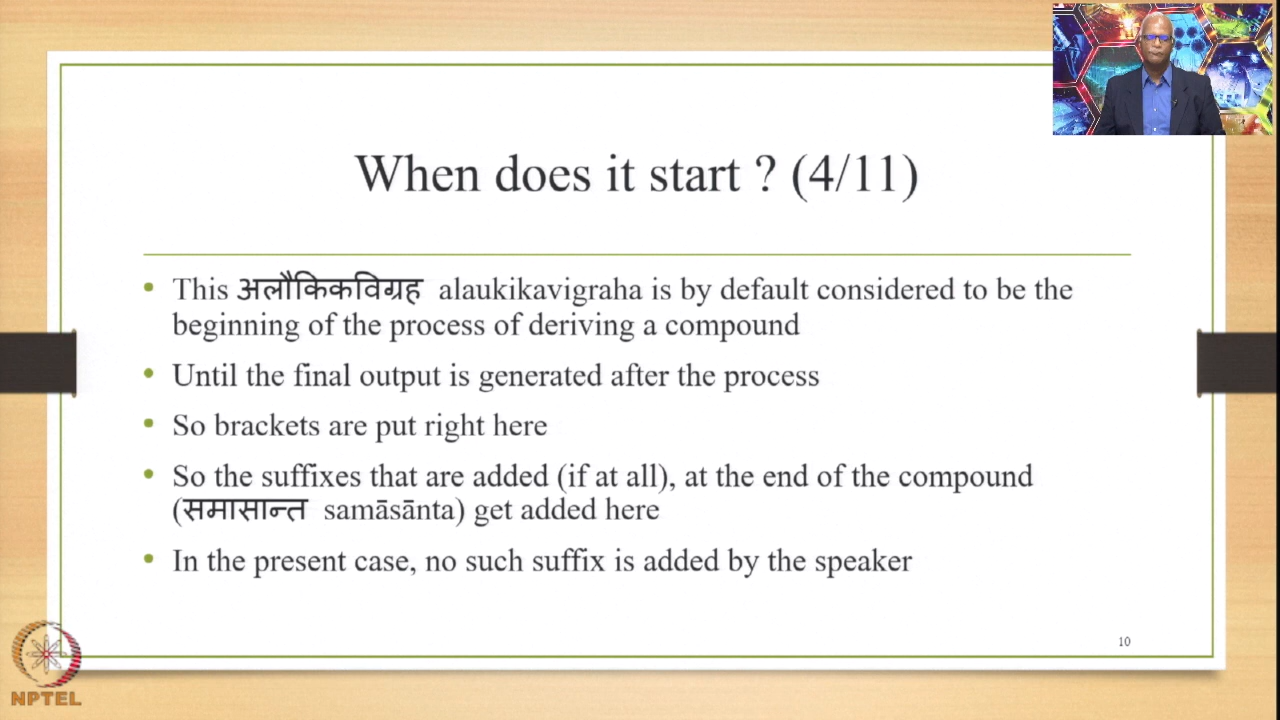 When does it start ? (4/11)
• This अलौकिकविग्रह alaukikavigraha is by default considered to be the
beginning of the process of deriving a compound
• Until the final output is generated after the process
• So brackets are put right here
• So the suffixes that are added (if at all), at the end of the compound
(समासान्त samāsānta) get added here
• In the present case, no such suffix is added by the speaker
10
NPTEL